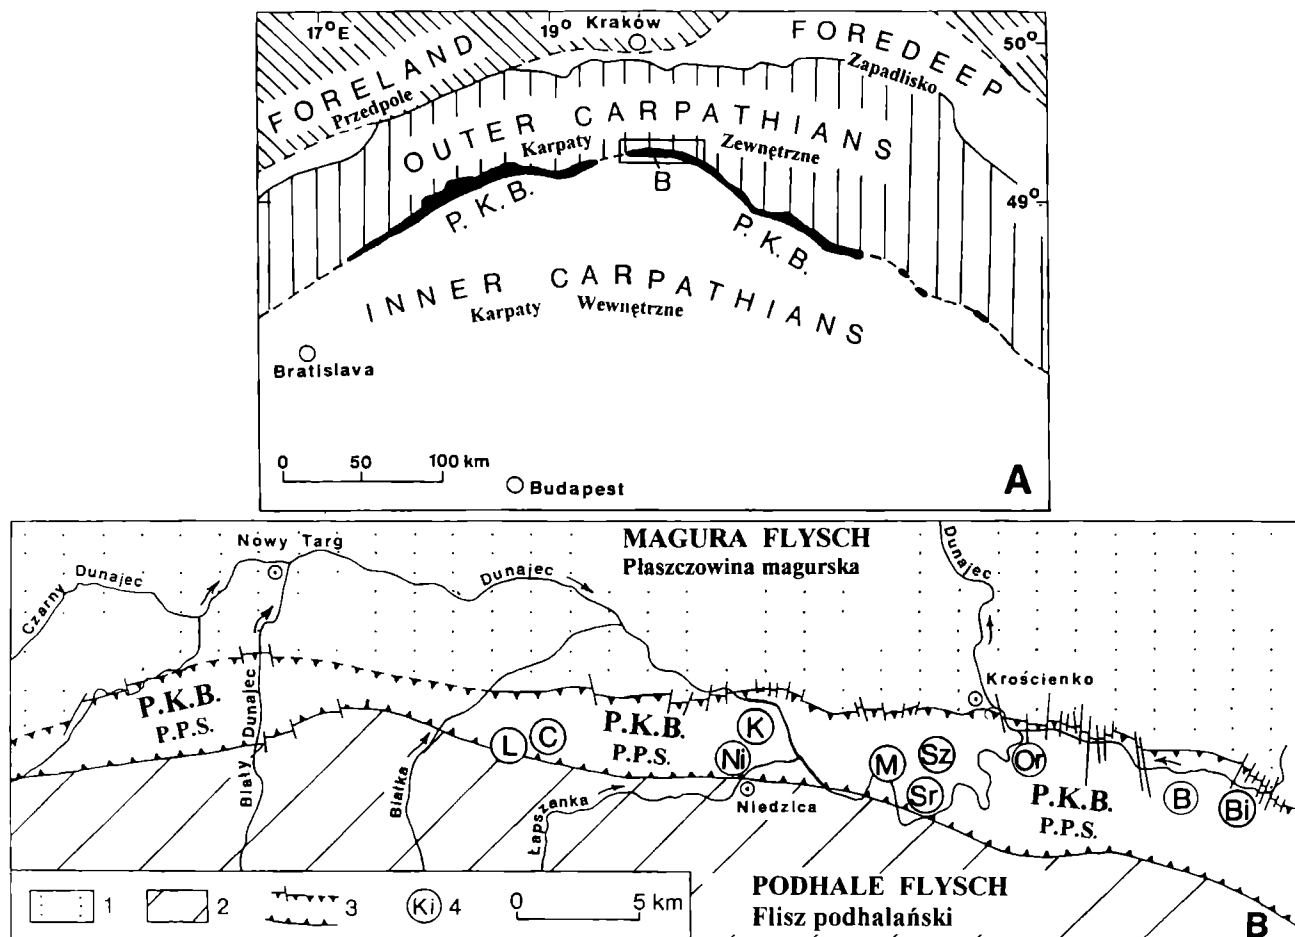 17°E
19°
Kraków
50°
FORELAND
Przedpole
FOREDEEP
Zapadlisko
OUTER CARPATHIANS
Karpaty Zewnętrzne
B
49°
P. K. B.
P. K. B.
INNER CARPATHIANS
Karpaty Wewnętrzne
Bratislava
0 50 100 km
Budapest
A
MAGURA FLYSCH
Płaszczowina magurska
Nowy Targ
Czarny Dunajec
Dunajec
Dunajec
Biały Dunajec
Białka
Łapszanka
Krościenko
Niedzica
P.K.B.
P.P.S.
P.K.B.
P.P.S.
P.K.B.
P.P.S.
L
C
K
Ni
M
Sz
Sr
Or
B
Bi
PODHALE FLYSCH
Flisz podhalański
B
1
2
3
Ki 4
0 5 km